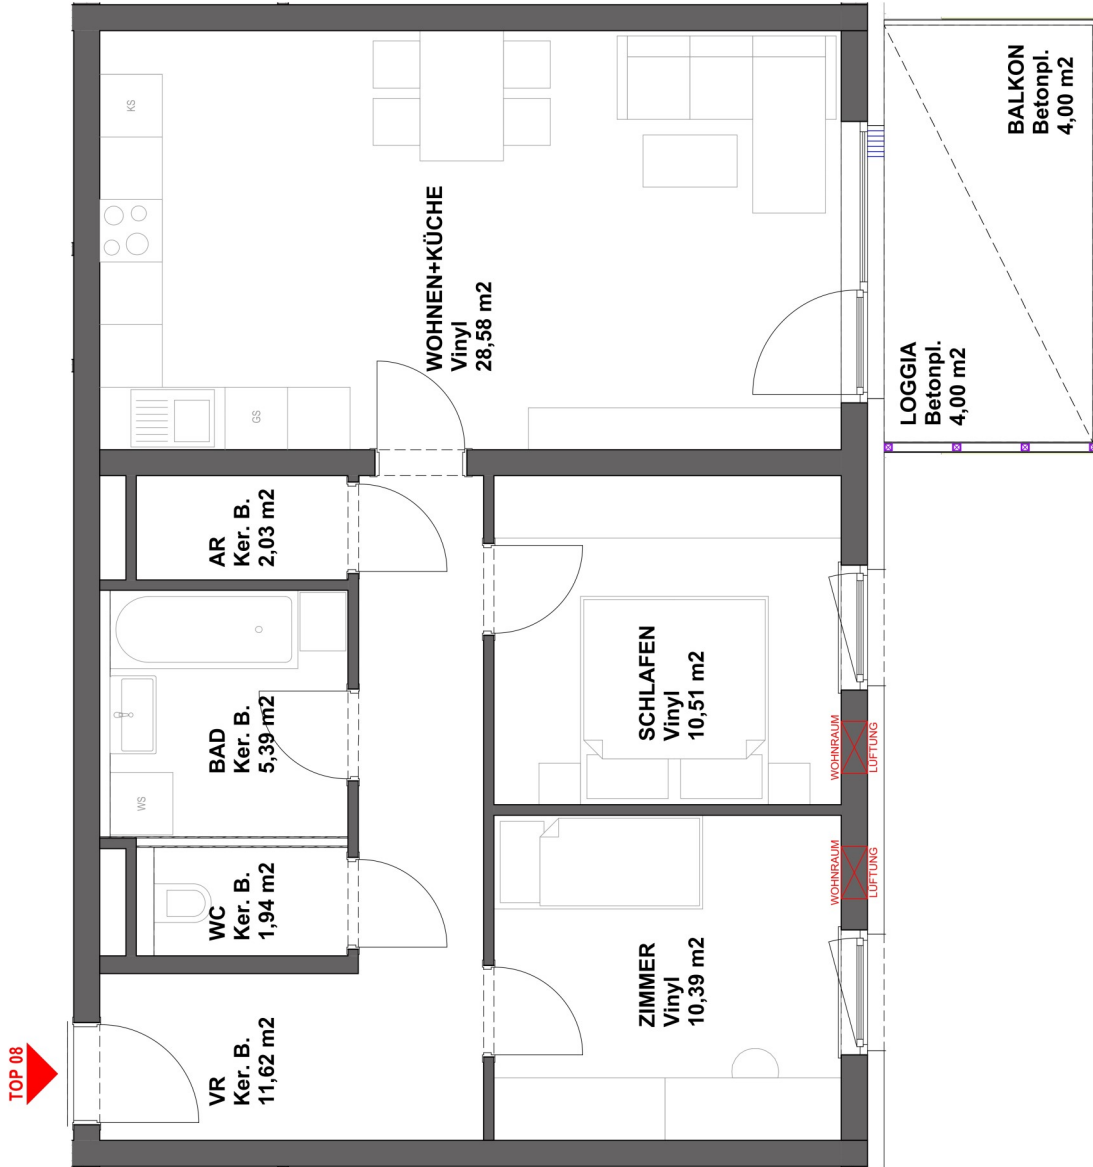 TOP 08
KS
GS
WOHNEN+KÜCHE
Vinyl
28,58 m2
BALKON
Betonpl.
4,00 m2
LOGGIA
Betonpl.
4,00 m2
AR
Ker. B.
2,03 m2
BAD
Ker. B.
5,39 m2
WS
WC
Ker. B.
1,94 m2
VR
Ker. B.
11,62 m2
SCHLAFEN
Vinyl
10,51 m2
WOHNRAUM
LÜFTUNG
ZIMMER
Vinyl
10,39 m2
WOHNRAUM
LÜFTUNG